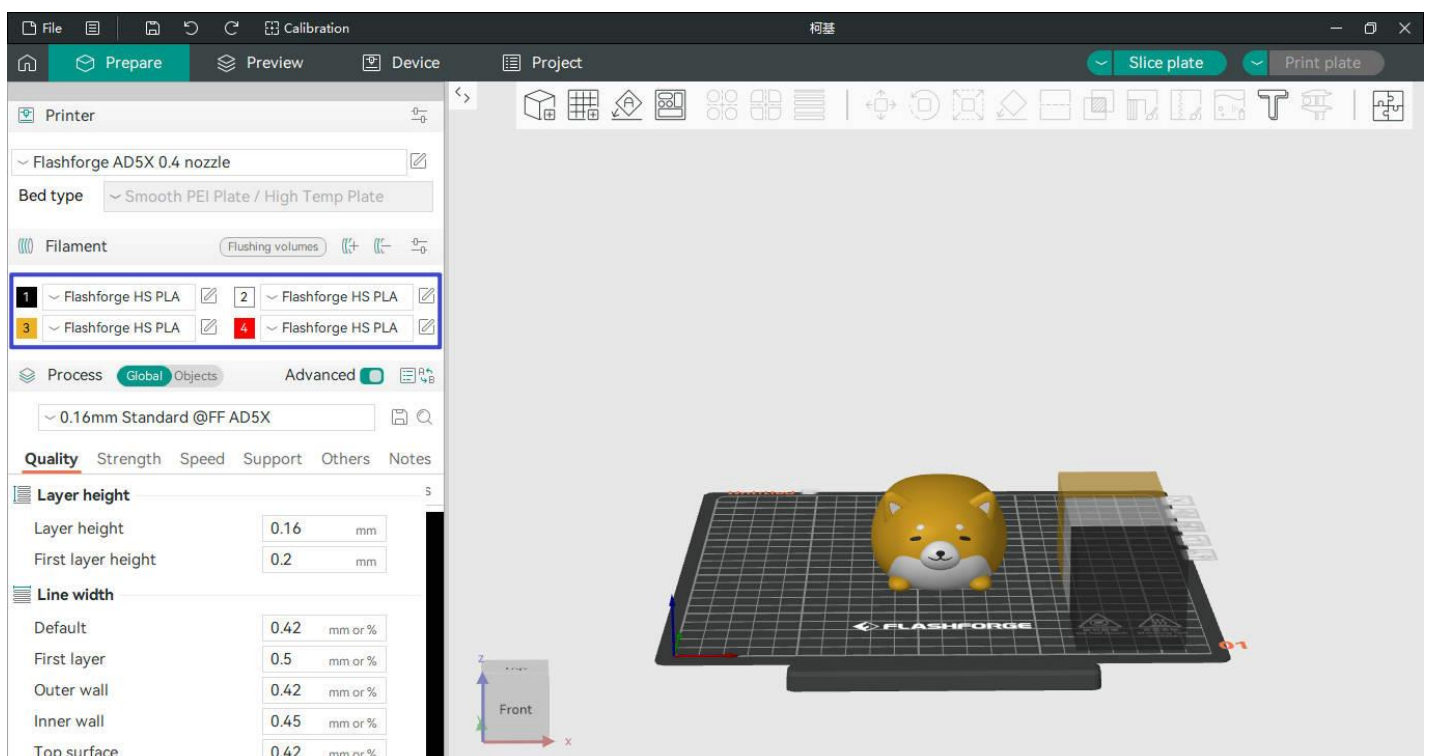 File Calibration 柯基
Prepare Preview Device Project Slice plate Print plate
Printer
Flashforge AD5X 0.4 nozzle
Bed type Smooth PEI Plate / High Temp Plate
Filament Flushing volumes
1 Flashforge HS PLA 2 Flashforge HS PLA
3 Flashforge HS PLA 4 Flashforge HS PLA
Process Global Objects Advanced
0.16mm Standard @FF AD5X
Quality Strength Speed Support Others Notes
Layer height
Layer height 0.16 mm
First layer height 0.2 mm
Line width
Default 0.42 mm or %
First layer 0.5 mm or %
Outer wall 0.42 mm or %
Inner wall 0.45 mm or %
Top surface 0.42 mm or %
FLASHFORGE
01
z
Front
x